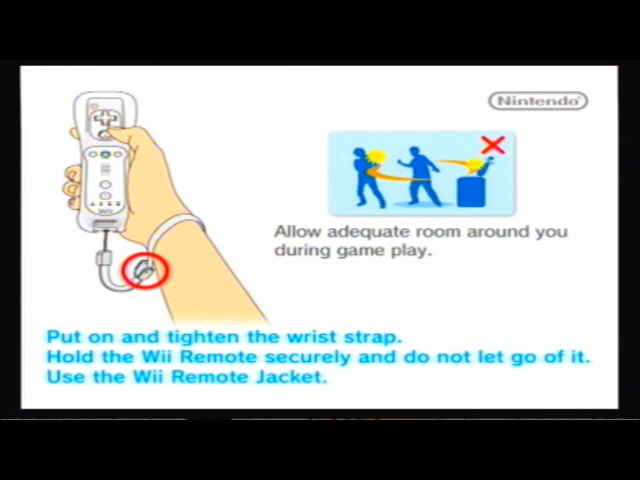 Nintendo
Allow adequate room around you
during game play.
Put on and tighten the wrist strap.
Hold the Wii Remote securely and do not let go of it.
Use the Wii Remote Jacket.